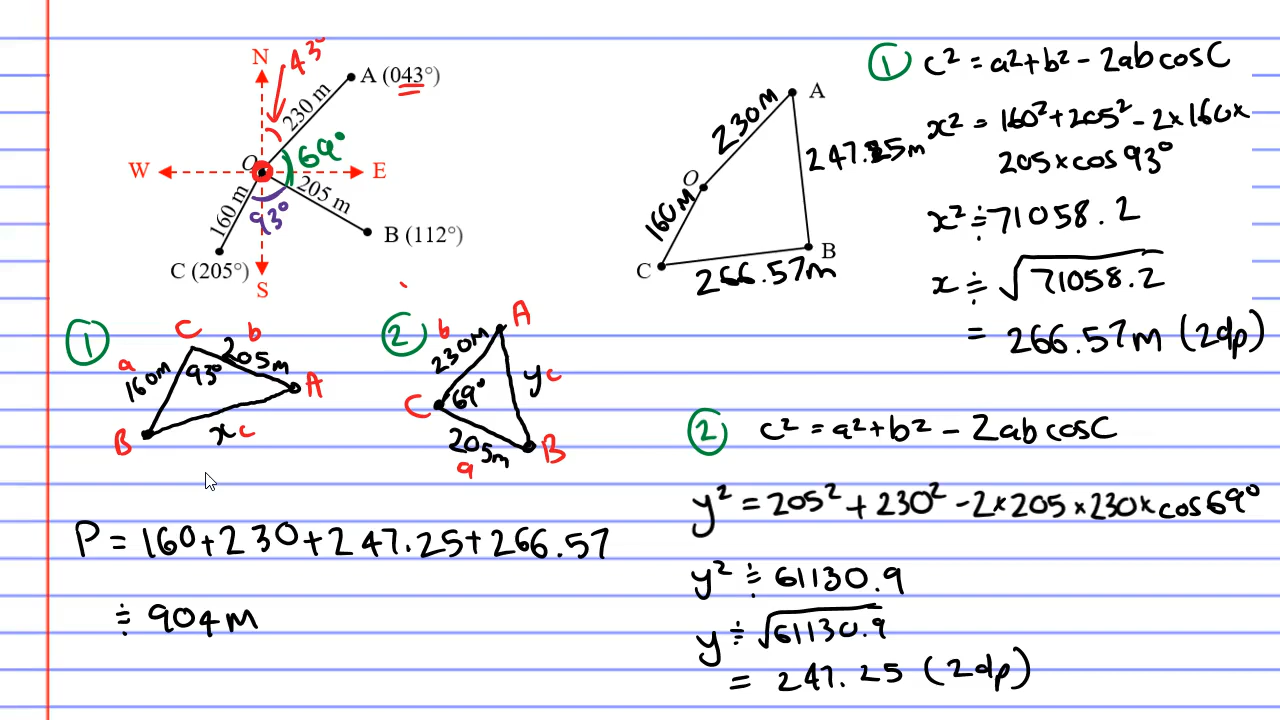 N
43°
A (043°)
230 m
O
69°
W
E
205 m
160 m
93°
B (112°)
C (205°)
S
A
230m
247.25m
O
160m
B
C
266.57m
① c² = a² + b² - 2ab cos C
x² = 160² + 205² - 2 × 160 ×
205 × cos 93°
x² ≑ 71058.2
x ≑ √71058.2
= 266.57m (2dp)
①
C
b
205m
a
160m
93°
A
B
x c
②
A
b
230m
y c
C
69°
205m
a
B
P = 160 + 230 + 247.25 + 266.57
≑ 904m
② c² = a² + b² - 2ab cos C
y² = 205² + 230² - 2 × 205 × 230 × cos 69°
y² ≑ 61130.9
y ≑ √61130.9
= 247.25 (2dp)